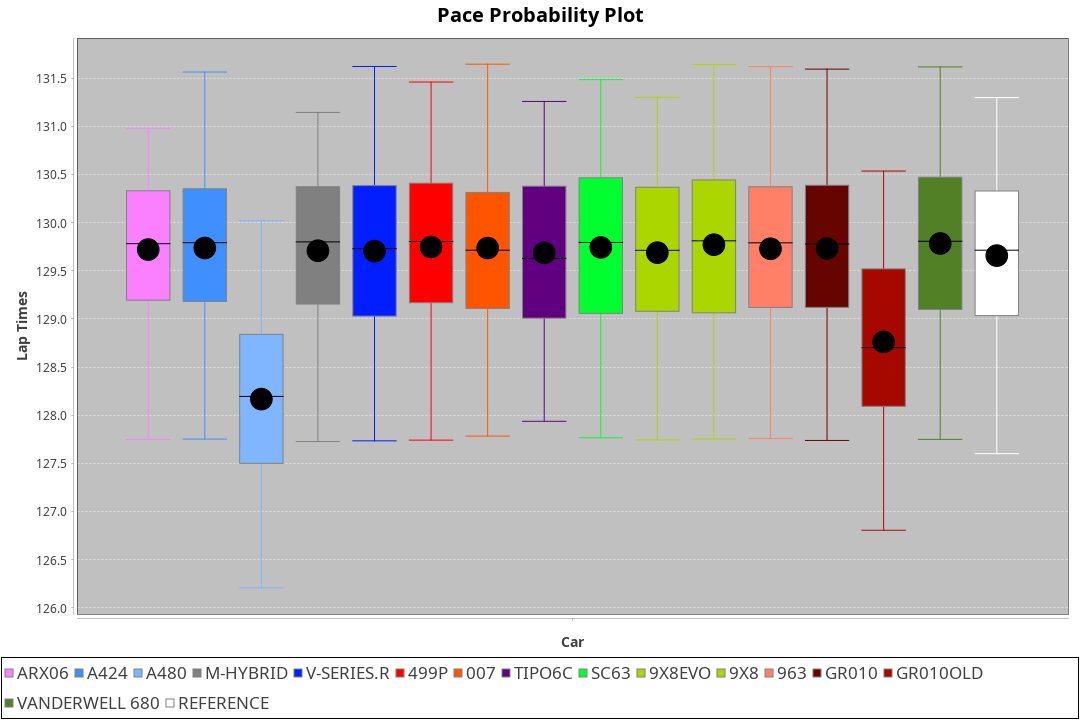 Pace Probability Plot
131.5
131.0
130.5
130.0
129.5
129.0
128.5
128.0
127.5
127.0
126.5
126.0
Lap Times
Car
ARX06 A424 A480 M-HYBRID V-SERIES.R 499P 007 TIPO6C SC63 9X8EVO 9X8 963 GR010 GR010OLD
VANDERWELL 680 REFERENCE